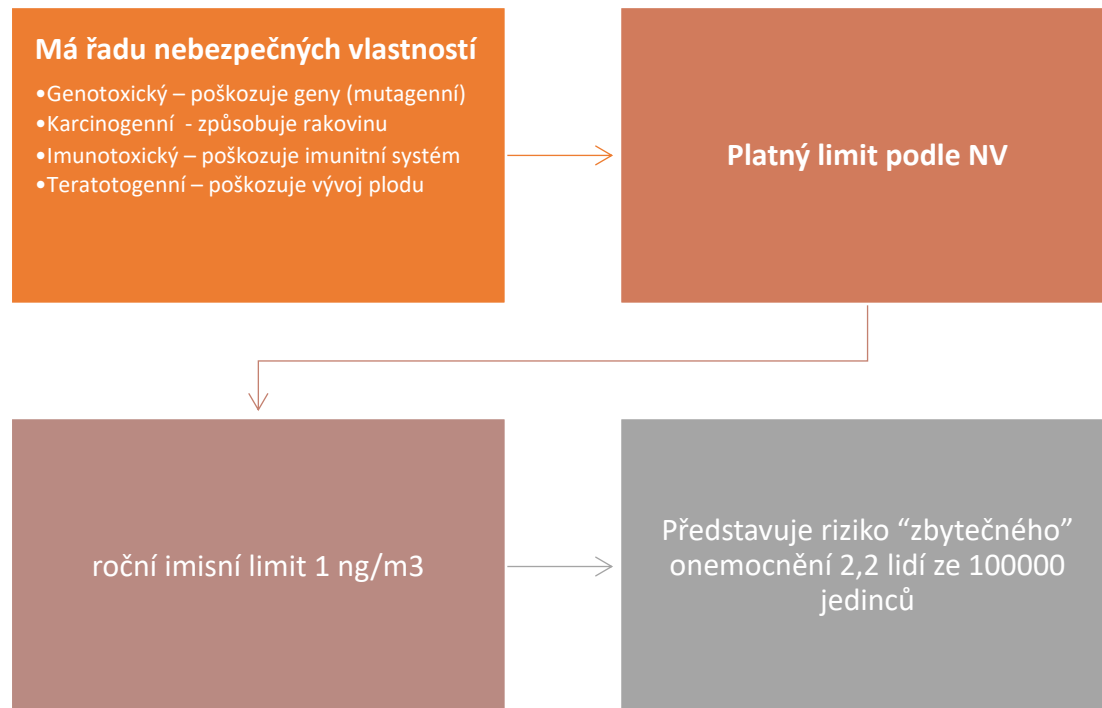 Má řadu nebezpečných vlastností
•Genotoxický – poškozuje geny (mutagenní)
•Karcinogenní - způsobuje rakovinu
•Imunotoxický – poškozuje imunitní systém
•Teratotogenní – poškozuje vývoj plodu
Platný limit podle NV
roční imisní limit 1 ng/m3
Představuje riziko “zbytečného”
onemocnění 2,2 lidí ze 100000
jedinců